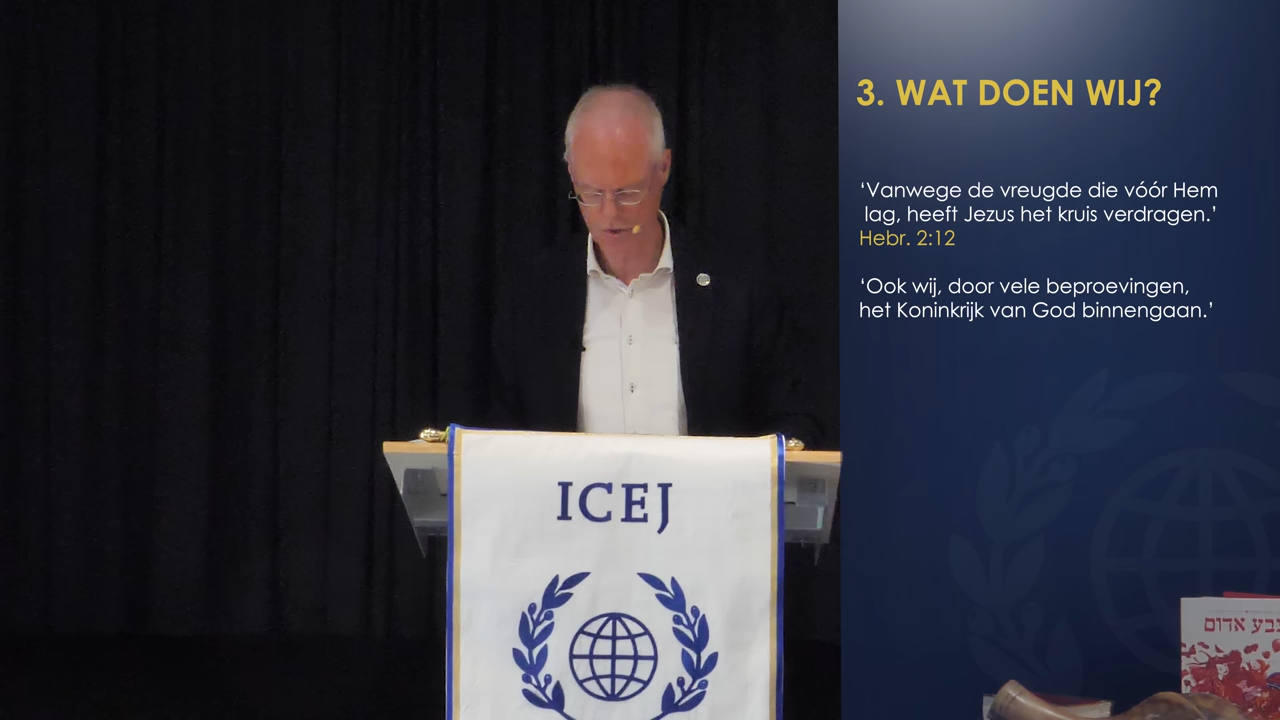 3. WAT DOEN WIJ?
‘Vanwege de vreugde die vóór Hem
lag, heeft Jezus het kruis verdragen.’
Hebr. 2:12
‘Ook wij, door vele beproevingen,
het Koninkrijk van God binnengaan.’
ICEJ
אדום